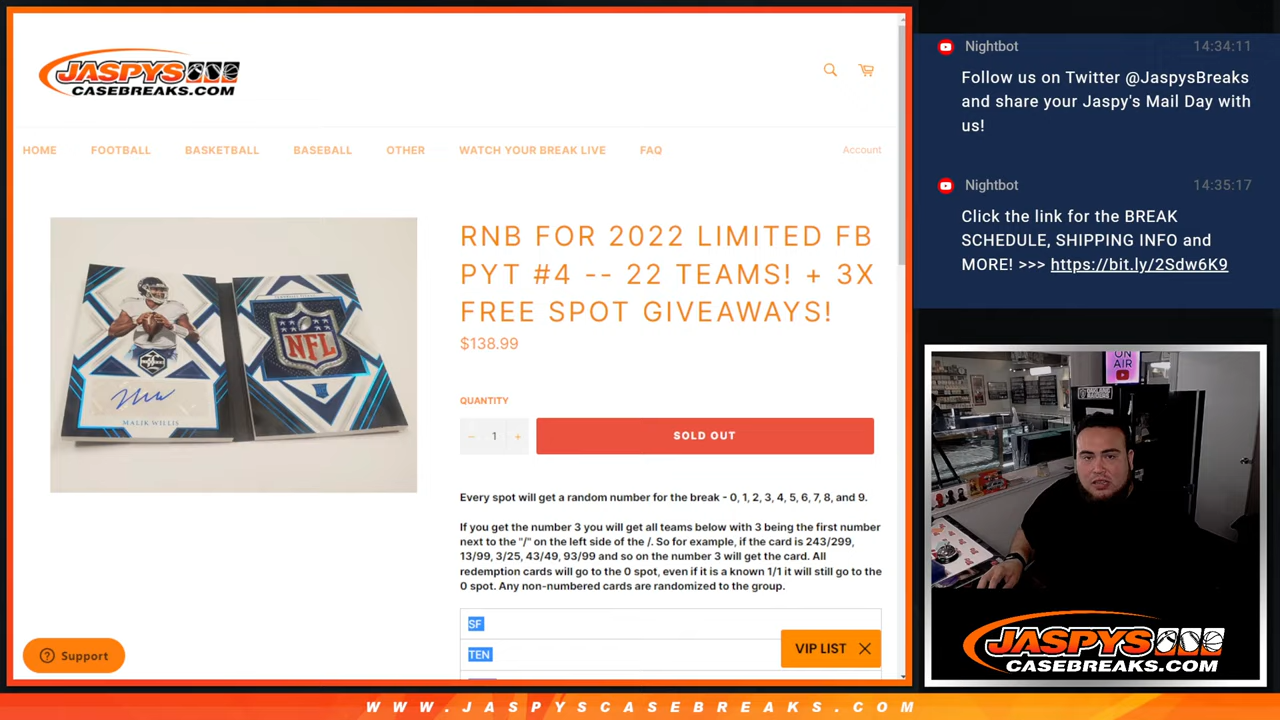 JASPYS
CASEBREAKS.COM
HOME FOOTBALL BASKETBALL BASEBALL OTHER WATCH YOUR BREAK LIVE FAQ Account
NFL
MALIK WILLIS
RNB FOR 2022 LIMITED FB
PYT #4 -- 22 TEAMS! + 3X
FREE SPOT GIVEAWAYS!
$138.99
QUANTITY
− 1 +
SOLD OUT
Every spot will get a random number for the break - 0, 1, 2, 3, 4, 5, 6, 7, 8, and 9.
If you get the number 3 you will get all teams below with 3 being the first number
next to the "/" on the left side of the /. So for example, if the card is 243/299,
13/99, 3/25, 43/49, 93/99 and so on the number 3 will get the card. All
redemption cards will go to the 0 spot, even if it is a known 1/1 it will still go to the
0 spot. Any non-numbered cards are randomized to the group.
SF
TEN
Support
VIP LIST
Nightbot 14:34:11
Follow us on Twitter @JaspysBreaks
and share your Jaspy's Mail Day with
us!
Nightbot 14:35:17
Click the link for the BREAK
SCHEDULE, SHIPPING INFO and
MORE! >>> https://bit.ly/2Sdw6K9
ON
AIR
JASPYS
CASEBREAKS.COM
WWW.JASPYSCASEBREAKS.COM